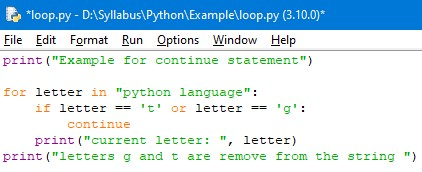 *loop.py - D:\Syllabus\Python\Example\loop.py (3.10.0)*
File Edit Format Run Options Window Help
print("Example for continue statement")
for letter in "python language":
    if letter == 't' or letter == 'g':
        continue
    print("current letter: ", letter)
print("letters g and t are remove from the string ")